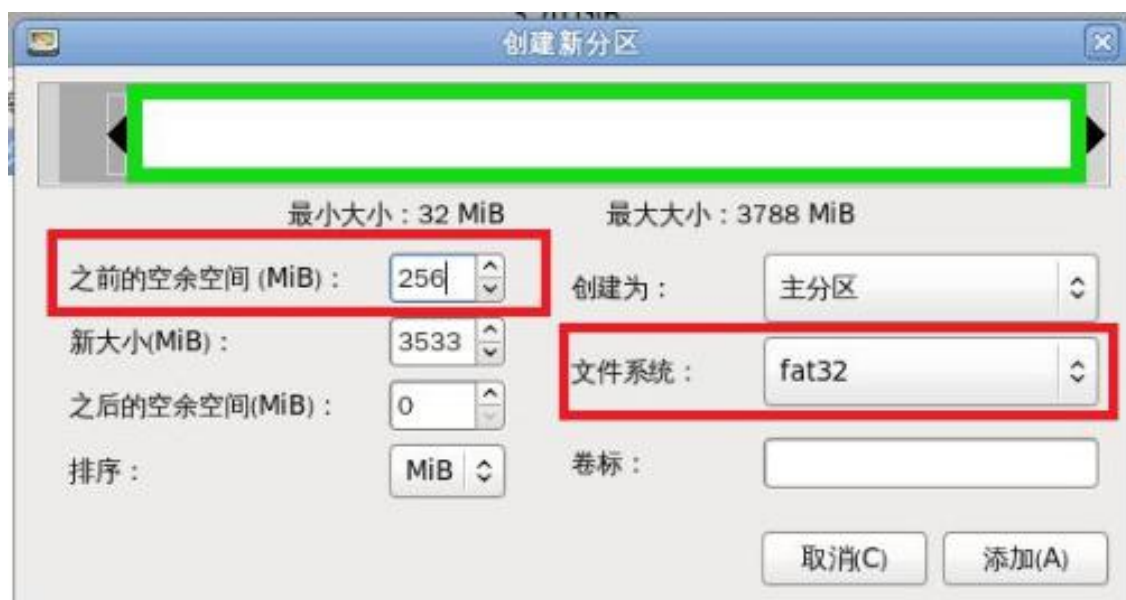 创建新分区
最小大小：32 MiB 最大大小：3788 MiB
之前的空余空间 (MiB)： 256 创建为： 主分区
新大小(MiB)： 3533 文件系统： fat32
之后的空余空间(MiB)： 0
排序： MiB 卷标：
取消(C) 添加(A)